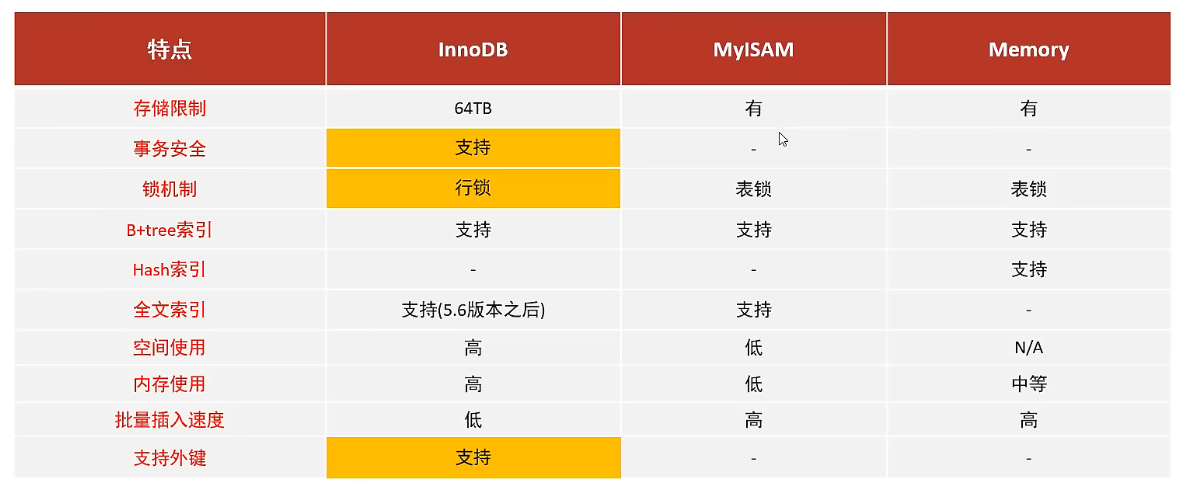 特点 InnoDB MyISAM Memory
存储限制 64TB 有 有
事务安全 支持 - -
锁机制 行锁 表锁 表锁
B+tree索引 支持 支持 支持
Hash索引 - - 支持
全文索引 支持(5.6版本之后) 支持 -
空间使用 高 低 N/A
内存使用 高 低 中等
批量插入速度 低 高 高
支持外键 支持 - -